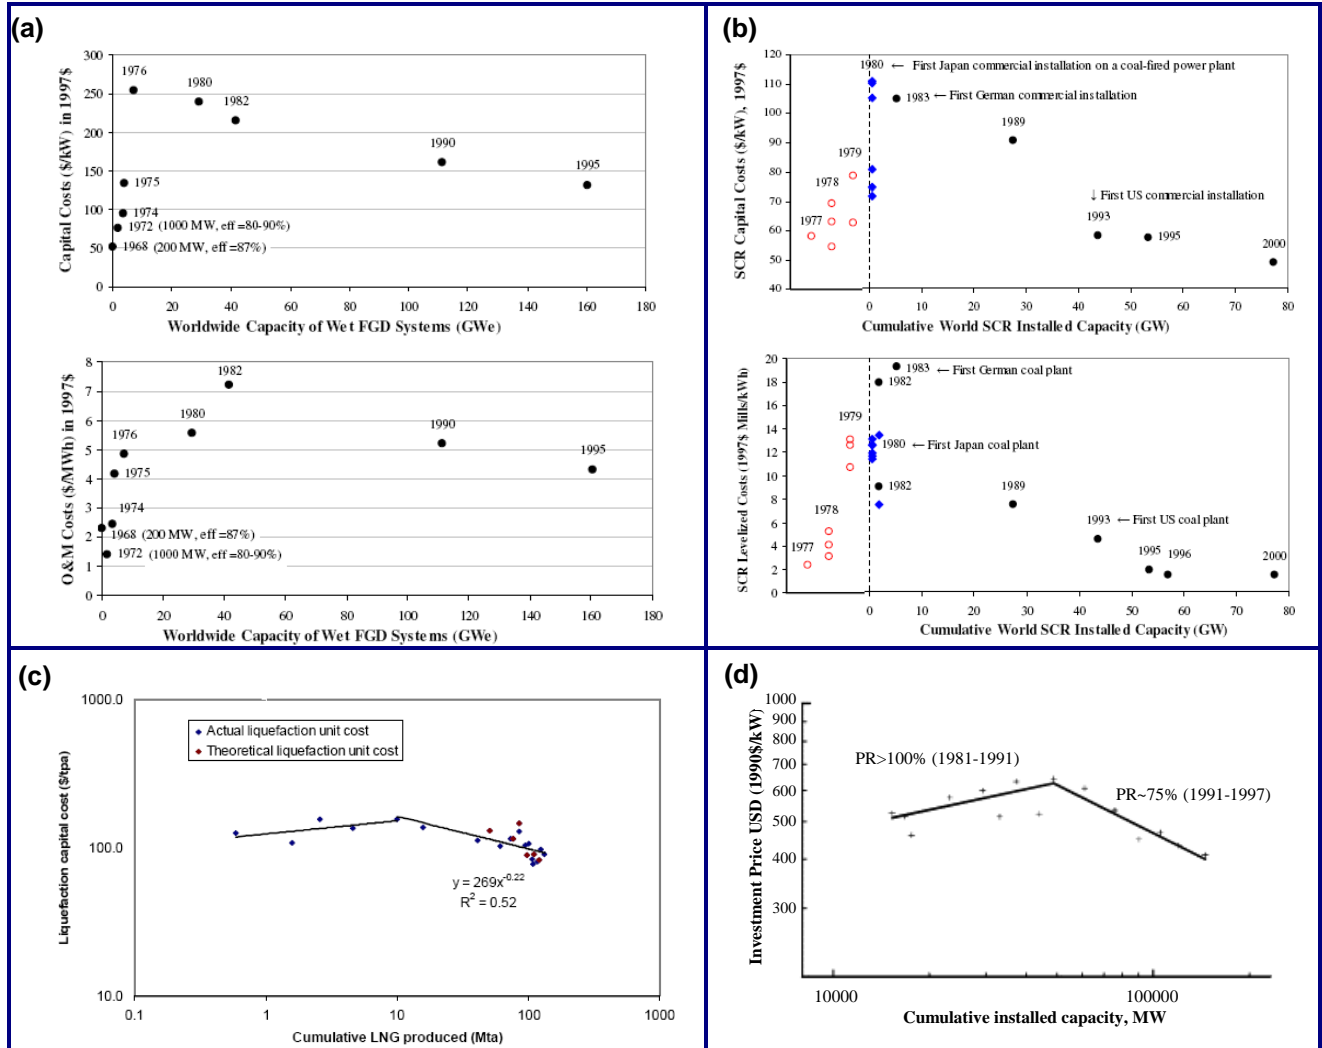 (a)
300
250
200
150
100
50
0
Capital Costs ($/kW) in 1997$
1976
1980
1982
1990
1995
1975
1974
1972 (1000 MW, eff =80-90%)
1968 (200 MW, eff =87%)
0 20 40 60 80 100 120 140 160 180
Worldwide Capacity of Wet FGD Systems (GWe)
8
7
6
5
4
3
2
1
0
O&M Costs ($/MWh) in 1997$
1982
1980
1976
1990
1995
1975
1974
1968 (200 MW, eff=87%)
1972 (1000 MW, eff =80-90%)
0 20 40 60 80 100 120 140 160 180
Worldwide Capacity of Wet FGD Systems (GWe)
(b)
120
110
100
90
80
70
60
50
40
SCR Capital Costs ($/kW), 1997$
1980 ← First Japan commercial installation on a coal-fired power plant
1983 ← First German commercial installation
1989
1979
1978
1977
↓ First US commercial installation
1993
1995
2000
0 10 20 30 40 50 60 70 80
Cumulative World SCR Installed Capacity (GW)
20
18
16
14
12
10
8
6
4
2
0
SCR Levelized Costs (1997$ Mills/kWh)
1983 ← First German coal plant
1982
1979
1980 ← First Japan coal plant
1982
1989
1978
1977
1993 ← First US coal plant
1995 1996
2000
0 10 20 30 40 50 60 70 80
Cumulative World SCR Installed Capacity (GW)
(c)
1000.0
100.0
10.0
Liquefaction capital cost ($/tpa)
Actual liquefaction unit cost
Theoretical liquefaction unit cost
y = 269x-0.22
R2 = 0.52
0.1 1 10 100 1000
Cumulative LNG produced (Mta)
(d)
1000
900
800
700
600
500
400
300
Investment Price USD (1990$/kW)
PR>100% (1981-1991)
PR~75% (1991-1997)
10000 100000
Cumulative installed capacity, MW